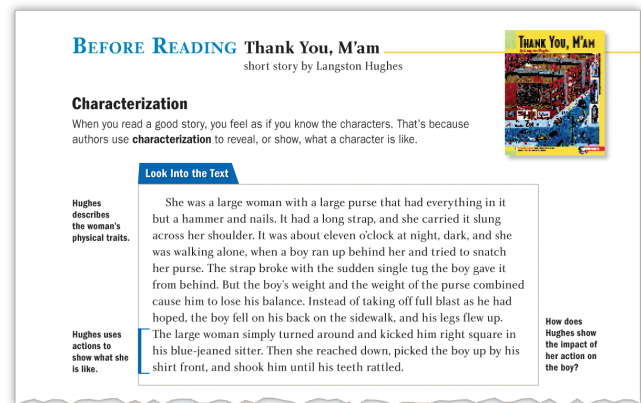 BEFORE READING Thank You, M'am
short story by Langston Hughes
THANK YOU, M'AM
Characterization
When you read a good story, you feel as if you know the characters. That's because
authors use characterization to reveal, or show, what a character is like.
Look Into the Text
Hughes
describes
the woman's
physical traits.
She was a large woman with a large purse that had everything in it
but a hammer and nails. It had a long strap, and she carried it slung
across her shoulder. It was about eleven o'clock at night, dark, and she
was walking alone, when a boy ran up behind her and tried to snatch
her purse. The strap broke with the sudden single tug the boy gave it
from behind. But the boy's weight and the weight of the purse combined
cause him to lose his balance. Instead of taking off full blast as he had
hoped, the boy fell on his back on the sidewalk, and his legs flew up.
Hughes uses
actions to
show what she
is like.
The large woman simply turned around and kicked him right square in
his blue-jeaned sitter. Then she reached down, picked the boy up by his
shirt front, and shook him until his teeth rattled.
How does
Hughes show
the impact of
her action on
the boy?